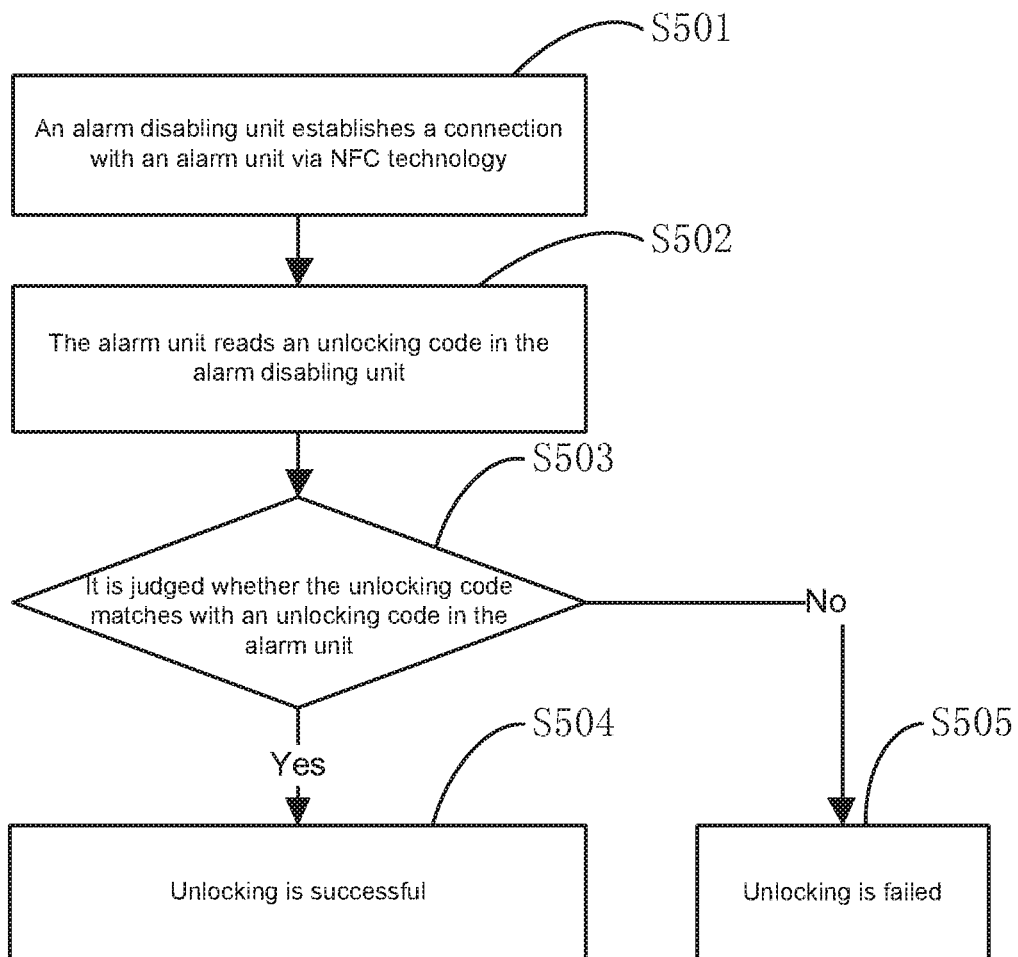 S501
An alarm disabling unit establishes a connection
with an alarm unit via NFC technology
S502
The alarm unit reads an unlocking code in the
alarm disabling unit
S503
It is judged whether the unlocking code
matches with an unlocking code in the
alarm unit
No
S504
S505
Yes
Unlocking is successful
Unlocking is failed